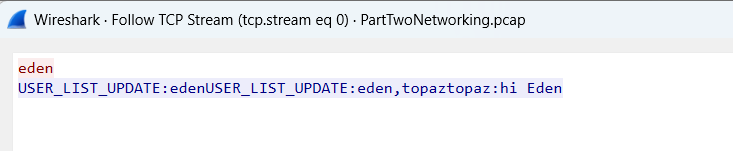 Wireshark · Follow TCP Stream (tcp.stream eq 0) · PartTwoNetworking.pcap
eden
USER_LIST_UPDATE:edenUSER_LIST_UPDATE:eden,topaztopaz:hi Eden